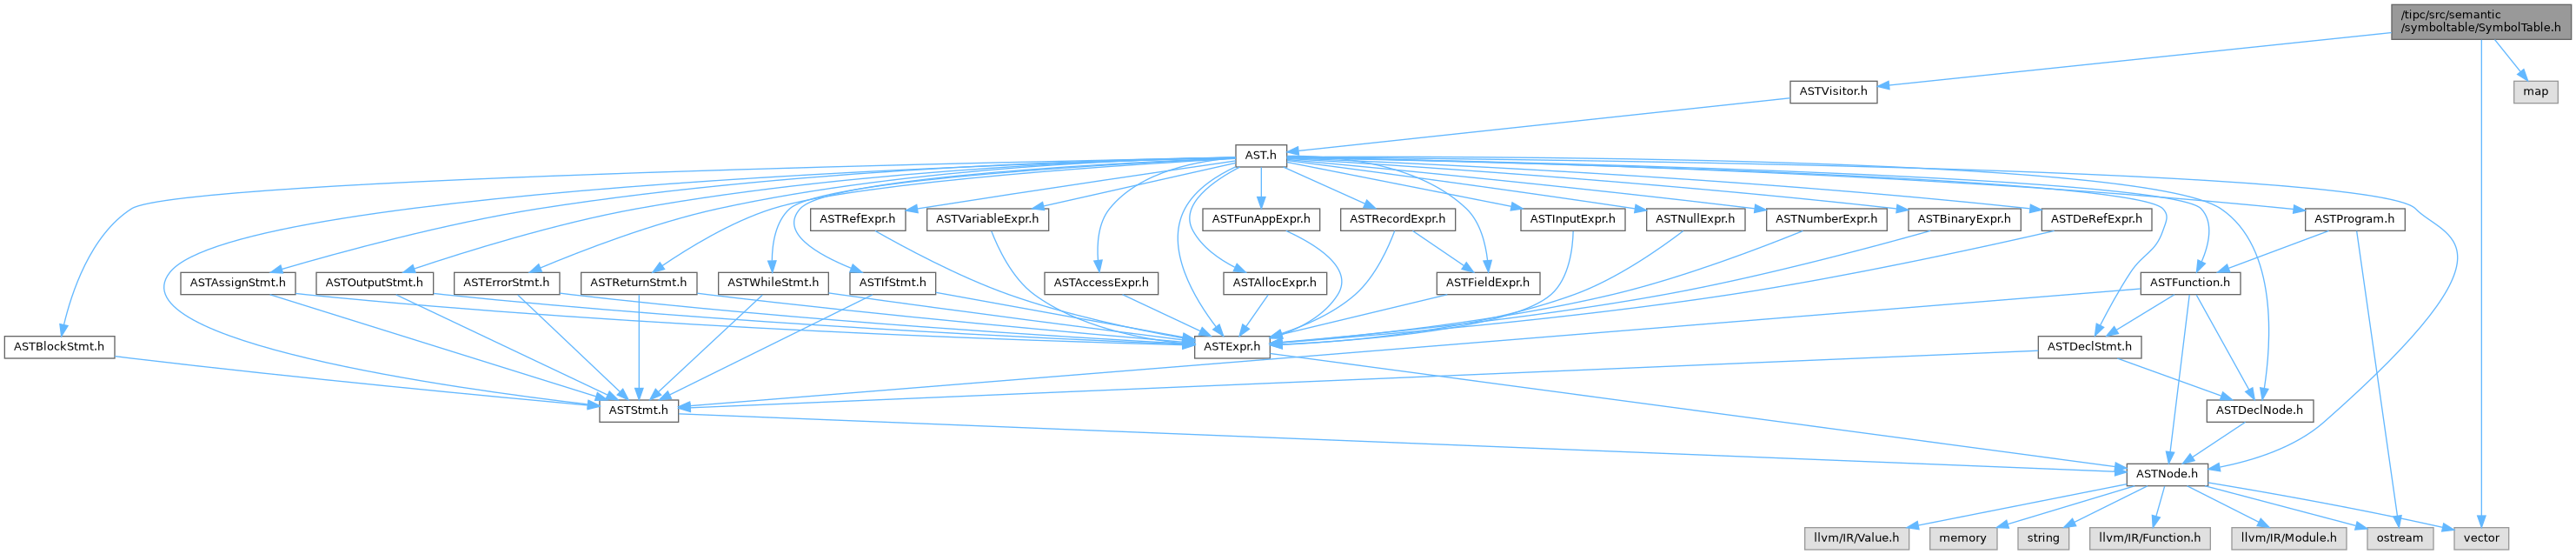 /tipc/src/semantic
/symboltable/SymbolTable.h
ASTVisitor.h
map
AST.h
ASTRefExpr.h
ASTVariableExpr.h
ASTFunAppExpr.h
ASTRecordExpr.h
ASTInputExpr.h
ASTNullExpr.h
ASTNumberExpr.h
ASTBinaryExpr.h
ASTDeRefExpr.h
ASTProgram.h
ASTAssignStmt.h
ASTOutputStmt.h
ASTErrorStmt.h
ASTReturnStmt.h
ASTWhileStmt.h
ASTIfStmt.h
ASTAccessExpr.h
ASTAllocExpr.h
ASTFieldExpr.h
ASTFunction.h
ASTBlockStmt.h
ASTExpr.h
ASTDeclStmt.h
ASTStmt.h
ASTDeclNode.h
ASTNode.h
llvm/IR/Value.h
memory
string
llvm/IR/Function.h
llvm/IR/Module.h
ostream
vector